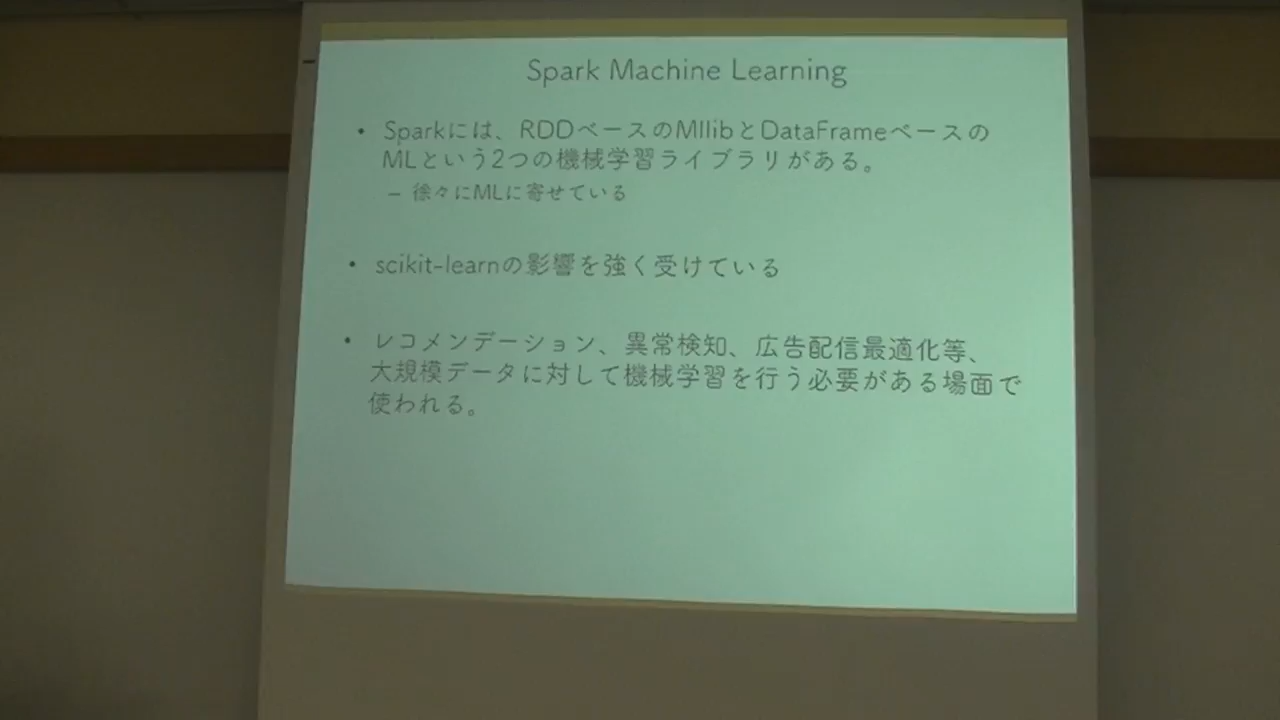 Spark Machine Learning
• Sparkには、RDDベースのMllibとDataFrameベースの
MLという2つの機械学習ライブラリがある。
– 徐々にMLに寄せている
• scikit-learnの影響を強く受けている
• レコメンデーション、異常検知、広告配信最適化等、
大規模データに対して機械学習を行う必要がある場面で
使われる。